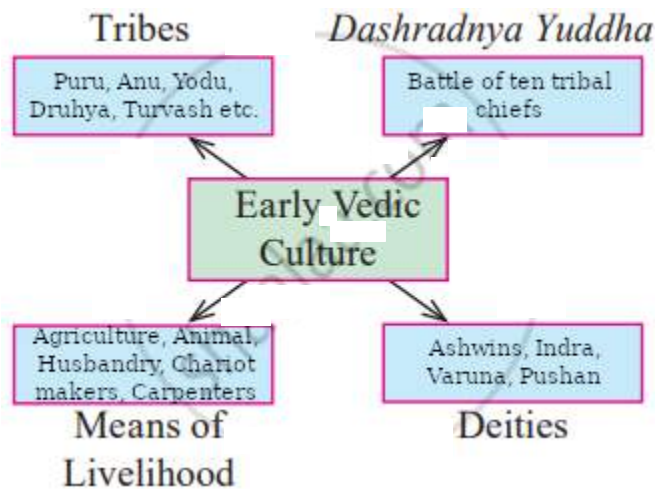 Tribes
Dashradnya Yuddha
Puru, Anu, Yodu,
Druhya, Turvash etc.
Battle of ten tribal
chiefs
Early Vedic
Culture
Agriculture, Animal,
Husbandry, Chariot
makers, Carpenters
Ashwins, Indra,
Varuna, Pushan
Means of
Livelihood
Deities